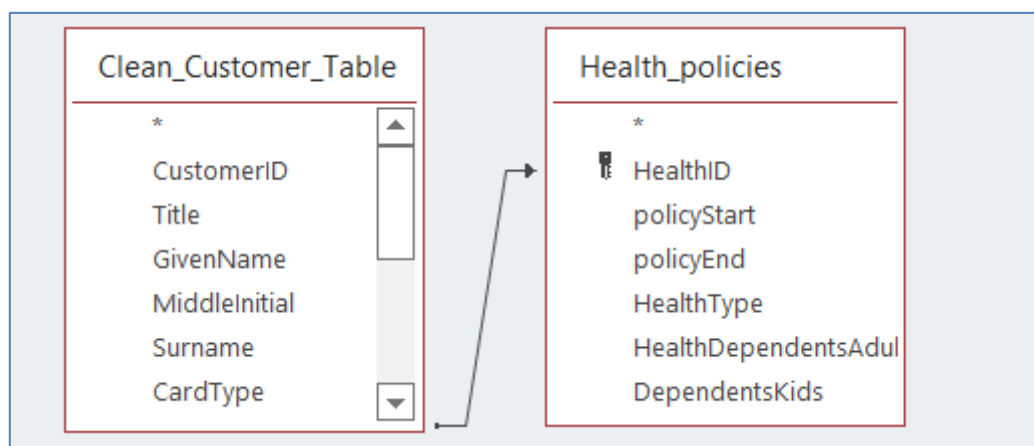 Clean_Customer_Table
*
CustomerID
Title
GivenName
MiddleInitial
Surname
CardType
Health_policies
*
HealthID
policyStart
policyEnd
HealthType
HealthDependentsAdul
DependentsKids